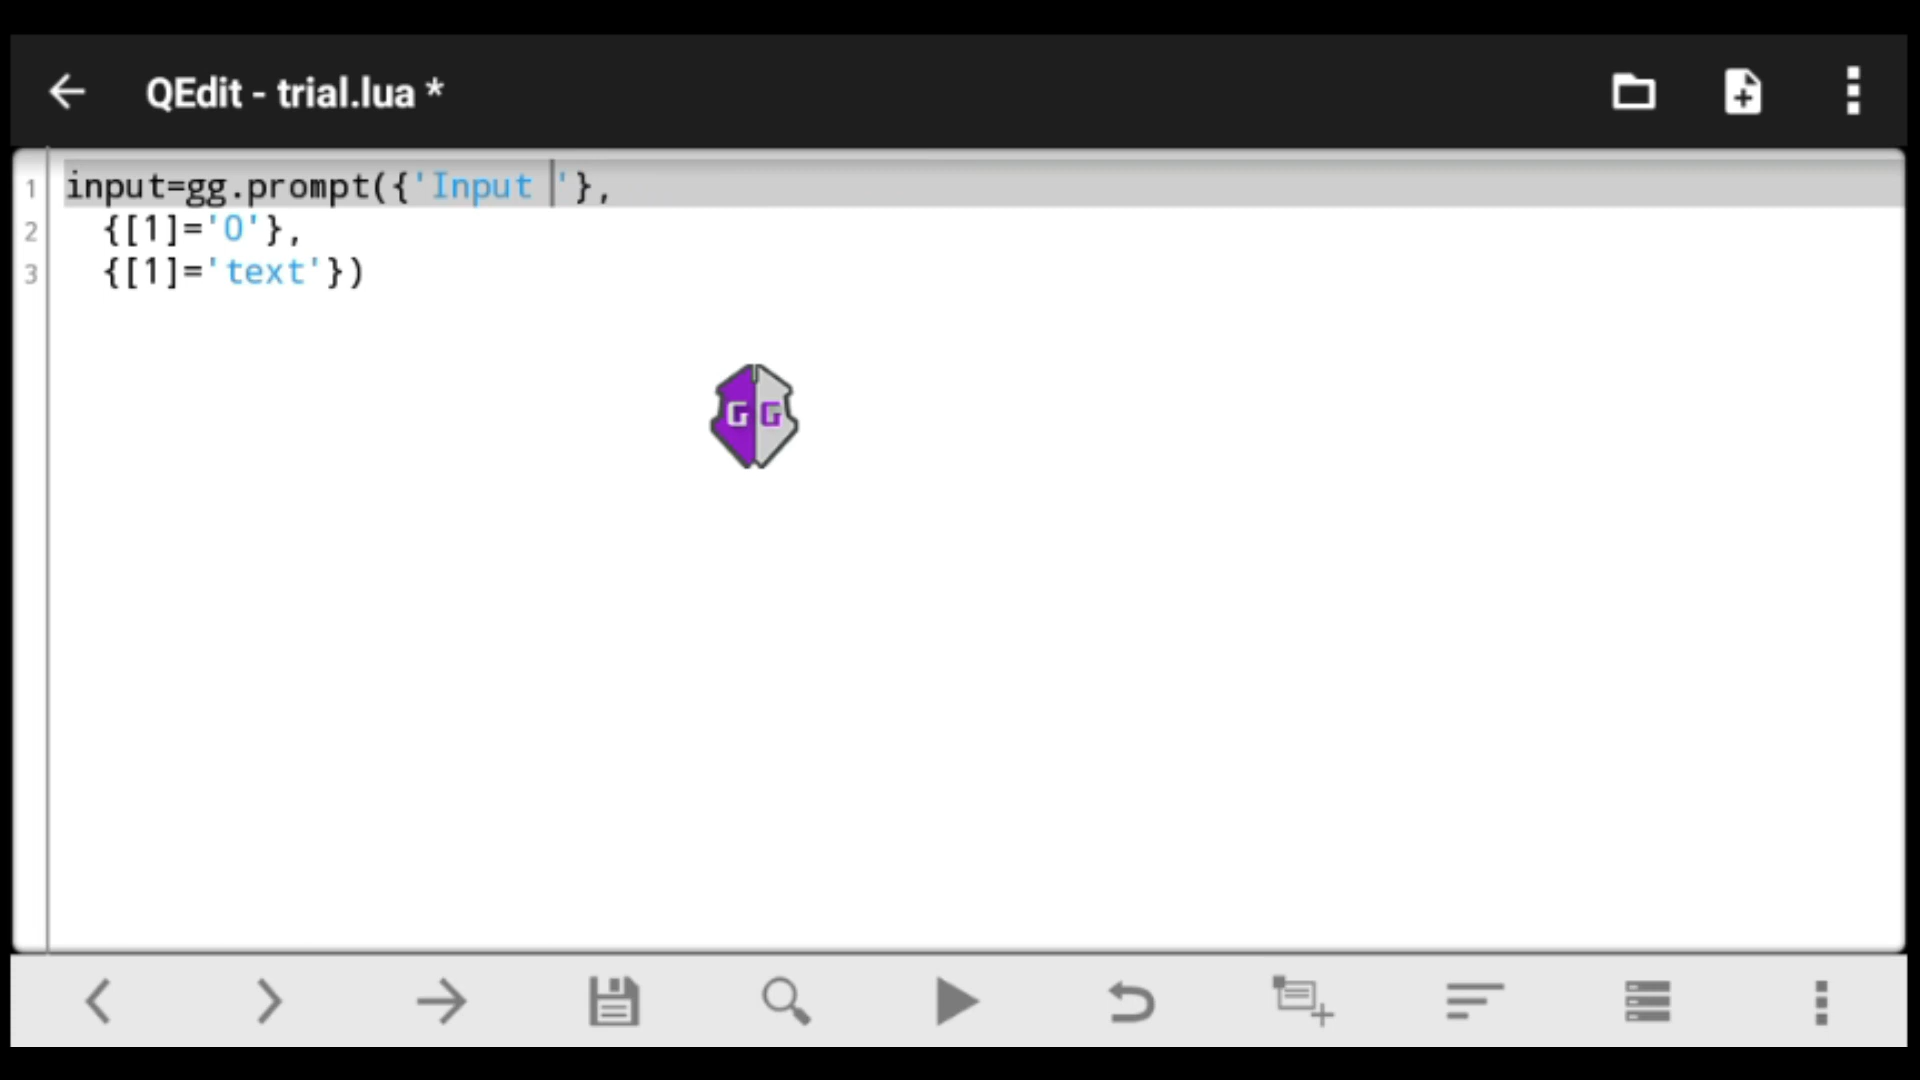 QEdit - trial.lua *
1 input=gg.prompt({'Input '},
2 {[1]='0'},
3 {[1]='text'})
GG